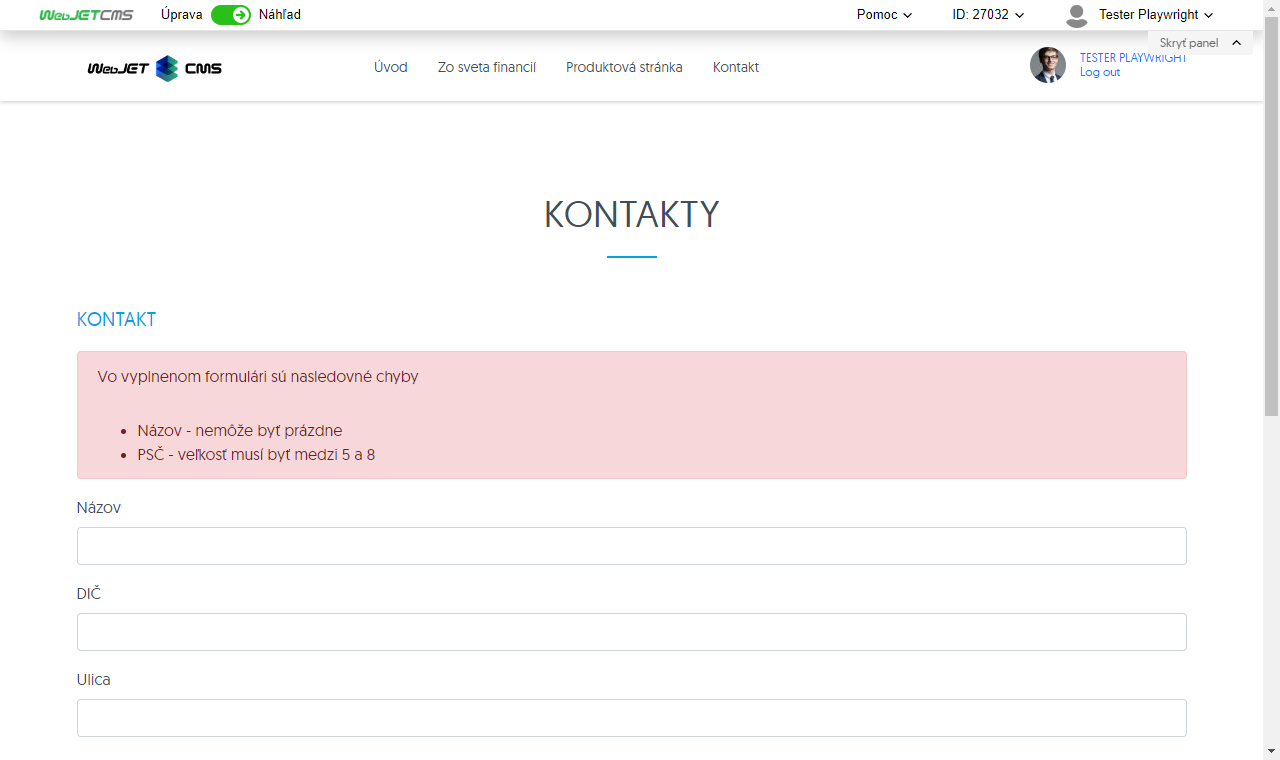 WebJETCMS Úprava Náhľad Pomoc ID: 27032 Tester Playwright
Skryť panel
WebJET CMS Úvod Zo sveta financií Produktová stránka Kontakt TESTER PLAYWRIGHT
Log out
KONTAKTY
KONTAKT
Vo vyplnenom formulári sú nasledovné chyby
Názov - nemôže byť prázdne
PSČ - veľkosť musí byť medzi 5 a 8
Názov
DIČ
Ulica